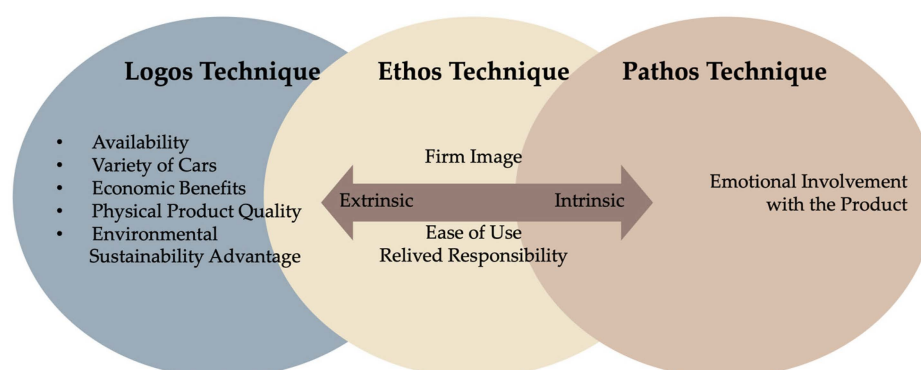 Logos Technique
Ethos Technique
Pathos Technique
• Availability
• Variety of Cars
• Economic Benefits
• Physical Product Quality
• Environmental
Sustainability Advantage
Firm Image
Extrinsic
Intrinsic
Ease of Use
Relived Responsibility
Emotional Involvement
with the Product